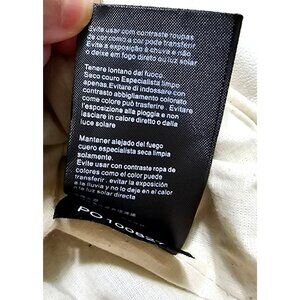 Evite usar com contraste roupas
de cor como a cor pode transferir
Evite a exposição à chuva e não
o deixe em fogo direto ou luz solar
Tenere lontano dal fuoco.
Seco couro Especialista limpo
apenas.Evitare di indossare con
contrasto abbigliamento colorato
come colore può trasferire. Evitare
l'esposizione alla pioggia e non
lasciare in calore diretto o dalla
luce solare
Mantener alejado del fuego
cuero especialista seca limpia
solamente.
Evite usar con contraste ropa de
colores como el color puede
transferir. evitar la exposición
a la lluvia y no lo deje en el calor
directo o la luz del sol